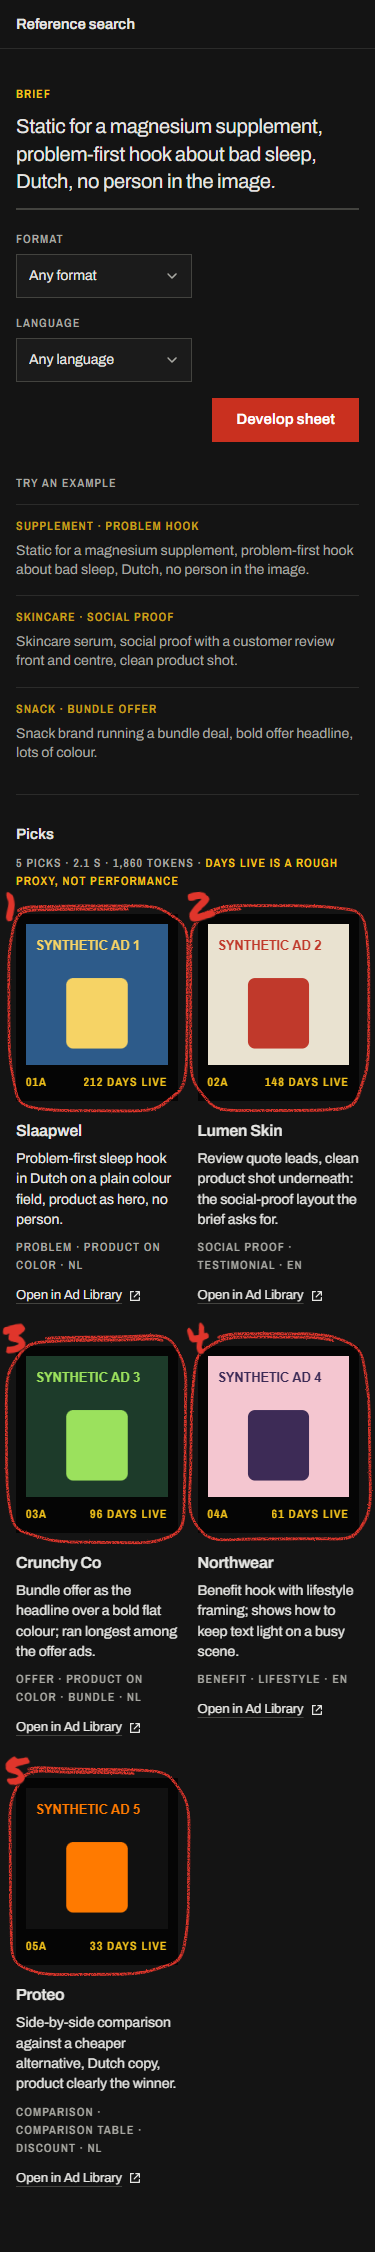 Reference search
BRIEF
Static for a magnesium supplement,
problem-first hook about bad sleep,
Dutch, no person in the image.
FORMAT
Any format
LANGUAGE
Any language
Develop sheet
TRY AN EXAMPLE
SUPPLEMENT · PROBLEM HOOK
Static for a magnesium supplement, problem-first hook
about bad sleep, Dutch, no person in the image.
SKINCARE · SOCIAL PROOF
Skincare serum, social proof with a customer review
front and centre, clean product shot.
SNACK · BUNDLE OFFER
Snack brand running a bundle deal, bold offer headline,
lots of colour.
Picks
5 PICKS · 2.1 S · 1,860 TOKENS · DAYS LIVE IS A ROUGH
PROXY, NOT PERFORMANCE
1
SYNTHETIC AD 1
01A 212 DAYS LIVE
Slaapwel
Problem-first sleep hook
in Dutch on a plain colour
field, product as hero, no
person.
PROBLEM · PRODUCT ON
COLOR · NL
Open in Ad Library
2
SYNTHETIC AD 2
02A 148 DAYS LIVE
Lumen Skin
Review quote leads, clean
product shot underneath:
the social-proof layout the
brief asks for.
SOCIAL PROOF ·
TESTIMONIAL · EN
Open in Ad Library
3
SYNTHETIC AD 3
03A 96 DAYS LIVE
Crunchy Co
Bundle offer as the
headline over a bold flat
colour; ran longest among
the offer ads.
OFFER · PRODUCT ON
COLOR · BUNDLE · NL
Open in Ad Library
4
SYNTHETIC AD 4
04A 61 DAYS LIVE
Northwear
Benefit hook with lifestyle
framing; shows how to
keep text light on a busy
scene.
BENEFIT · LIFESTYLE · EN
Open in Ad Library
5
SYNTHETIC AD 5
05A 33 DAYS LIVE
Proteo
Side-by-side comparison
against a cheaper
alternative, Dutch copy,
product clearly the winner.
COMPARISON ·
COMPARISON TABLE ·
DISCOUNT · NL
Open in Ad Library